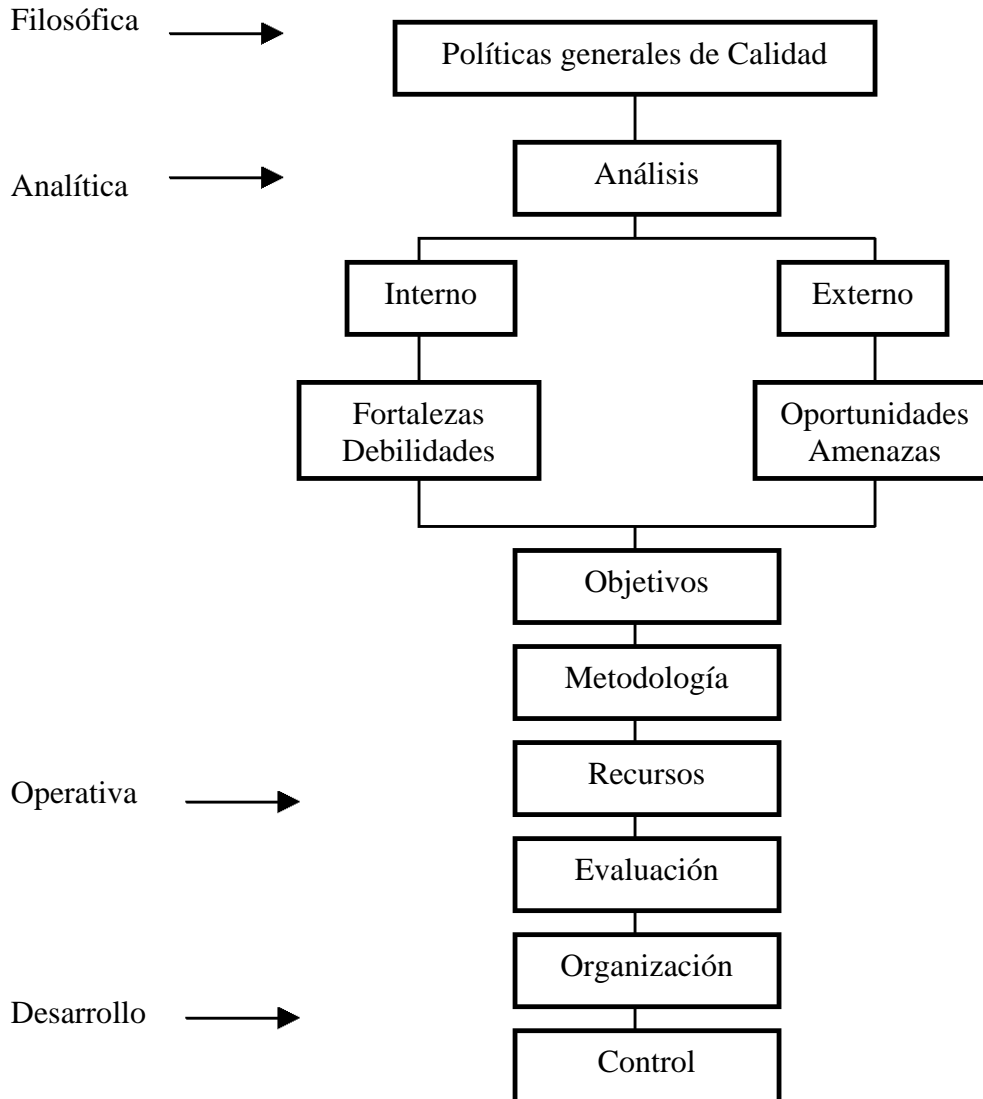 Filosófica
Políticas generales de Calidad
Analítica
Análisis
Interno
Externo
Fortalezas
Debilidades
Oportunidades
Amenazas
Objetivos
Metodología
Recursos
Operativa
Evaluación
Organización
Desarrollo
Control